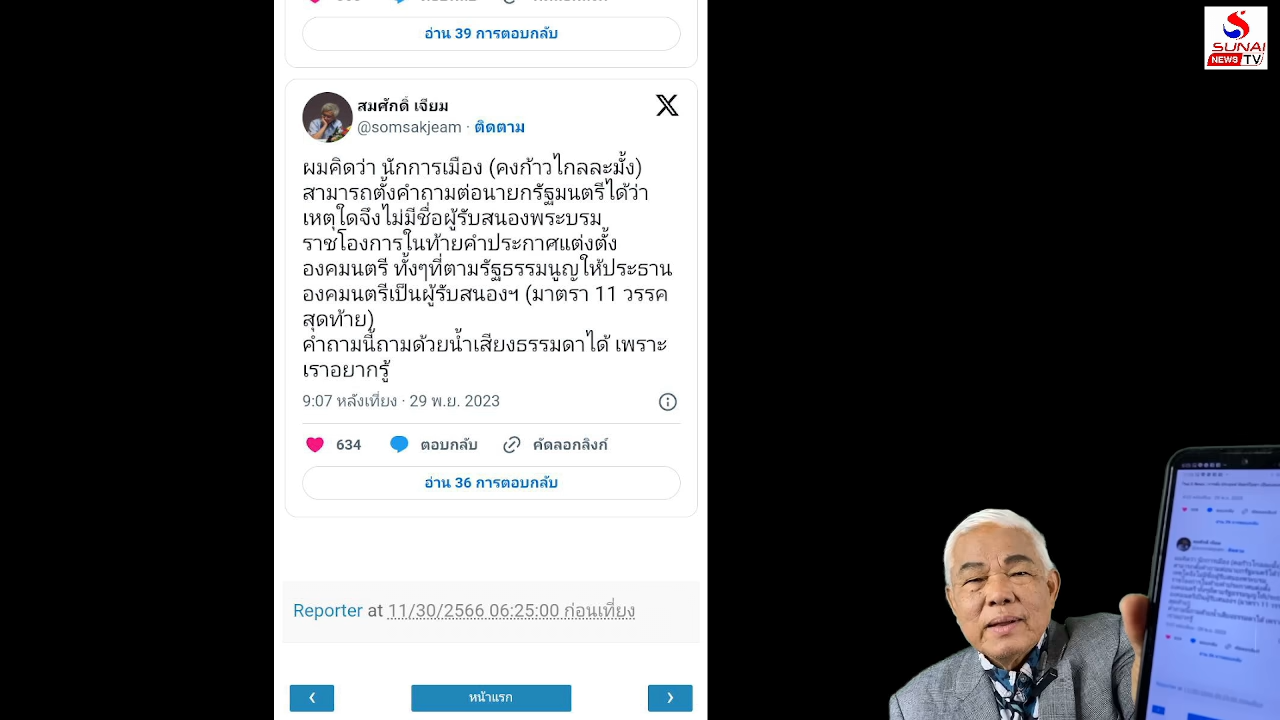 อ่าน 39 การตอบกลับ
SUNAI
NEWS TV
สมศักดิ์ เจียม
@somsakjeam · ติดตาม
ผมคิดว่า นักการเมือง (คงก้าวไกลละมั้ง)
สามารถตั้งคำถามต่อนายกรัฐมนตรีได้ว่า
เหตุใดจึงไม่มีชื่อผู้รับสนองพระบรม
ราชโองการในท้ายคำประกาศแต่งตั้ง
องคมนตรี ทั้งๆที่ตามรัฐธรรมนูญให้ประธาน
องคมนตรีเป็นผู้รับสนองฯ (มาตรา 11 วรรค
สุดท้าย)
คำถามนี้ถามด้วยน้ำเสียงธรรมดาได้ เพราะ
เราอยากรู้
9:07 หลังเที่ยง · 29 พ.ย. 2023
634 ตอบกลับ คัดลอกลิงก์
อ่าน 36 การตอบกลับ
Reporter at 11/30/2566 06:25:00 ก่อนเที่ยง
‹ หน้าแรก ›